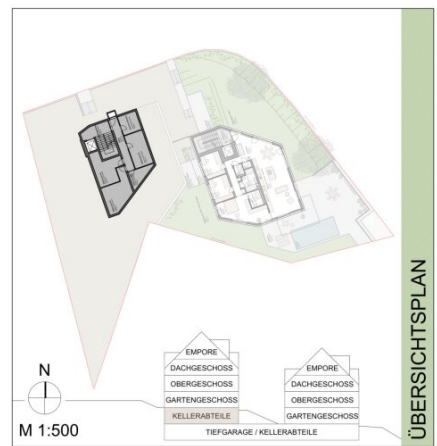 ÜBERSICHTSPLAN
EMPORE
DACHGESCHOSS
OBERGESCHOSS
GARTENGESCHOSS
KELLERABTEILE
EMPORE
DACHGESCHOSS
OBERGESCHOSS
GARTENGESCHOSS
TIEFGARAGE / KELLERABTEILE
N
M 1:500